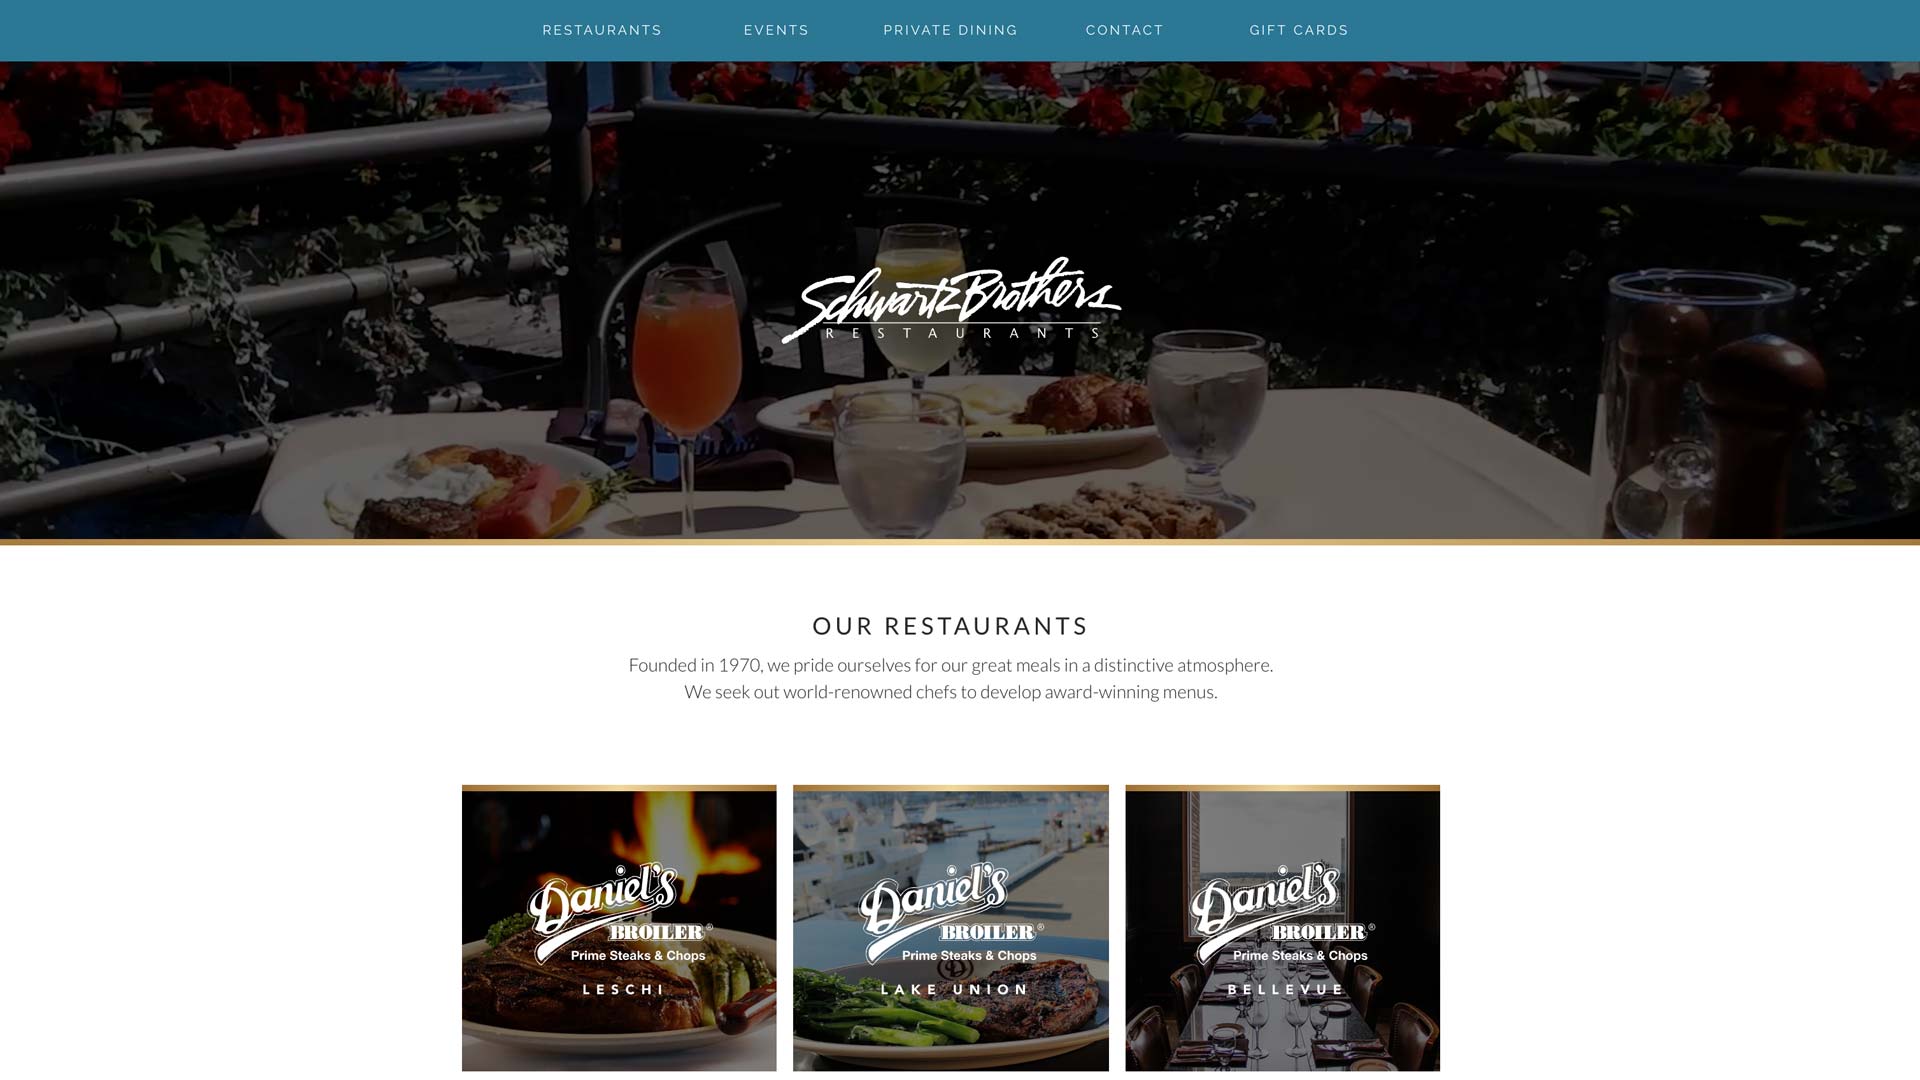 RESTAURANTS EVENTS PRIVATE DINING CONTACT GIFT CARDS
Schwartz Brothers
RESTAURANTS
OUR RESTAURANTS
Founded in 1970, we pride ourselves for our great meals in a distinctive atmosphere.
We seek out world-renowned chefs to develop award-winning menus.
Daniel's
BROILER®
Prime Steaks & Chops
LESCHI
Daniel's
BROILER®
Prime Steaks & Chops
LAKE UNION
Daniel's
BROILER®
Prime Steaks & Chops
BELLEVUE